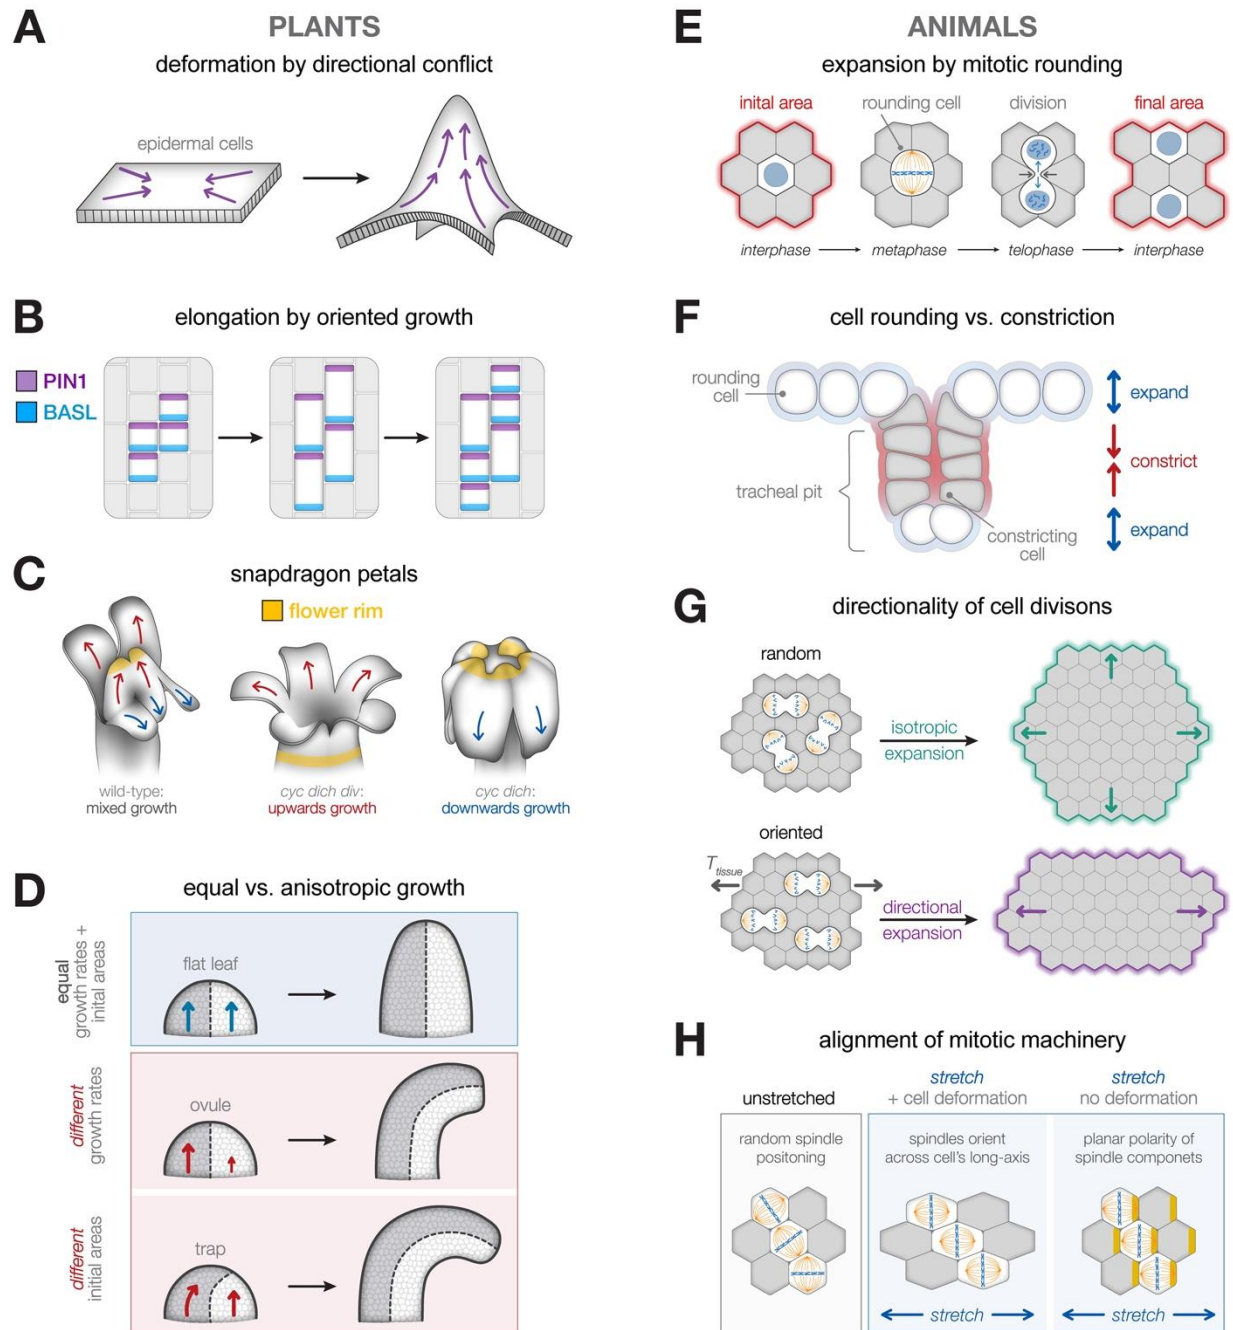 A
PLANTS
deformation by directional conflict
epidermal cells
B
elongation by oriented growth
PIN1
BASL
C
snapdragon petals
flower rim
wild-type:
mixed growth
cyc dich div:
upwards growth
cyc dich:
downwards growth
D
equal vs. anisotropic growth
equal
growth rates +
inital areas
flat leaf
different
growth rates
ovule
different
initial areas
trap
E
ANIMALS
expansion by mitotic rounding
inital area
rounding cell
division
final area
interphase
metaphase
telophase
interphase
F
cell rounding vs. constriction
rounding
cell
expand
constrict
tracheal pit
expand
constricting
cell
G
directionality of cell divisons
random
isotropic
expansion
oriented
Ttissue
directional
expansion
H
alignment of mitotic machinery
unstretched
stretch
+ cell deformation
stretch
no deformation
random spindle
positoning
spindles orient
across cell's long-axis
planar polarity of
spindle componets
stretch
stretch